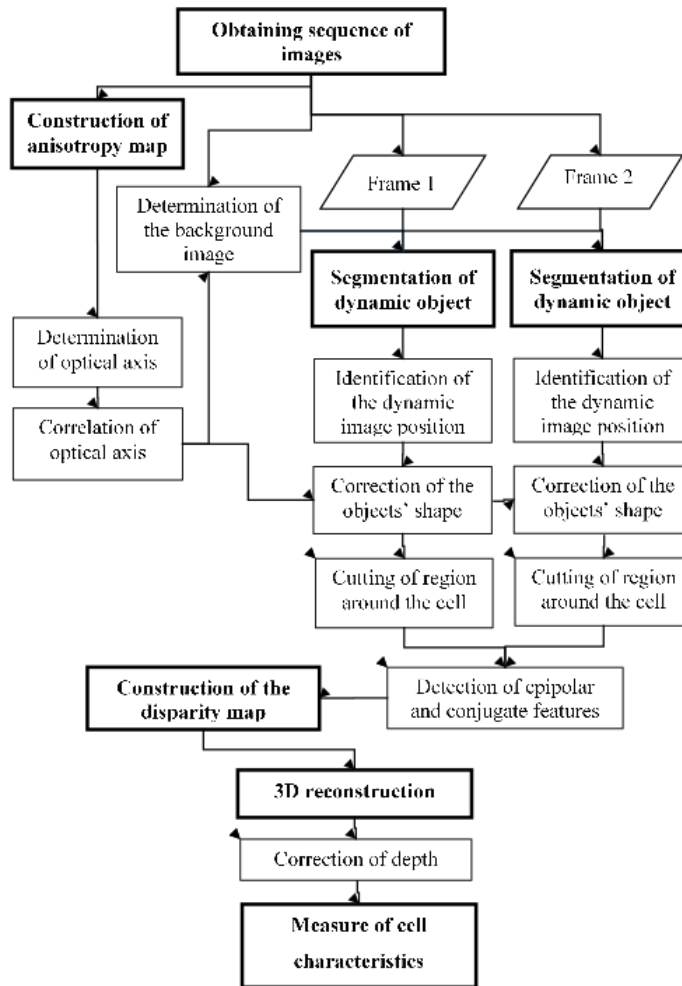 Obtaining sequence of
images
Construction of
anisotropy map
Frame 1
Frame 2
Determination of
the background
image
Segmentation of
dynamic object
Segmentation of
dynamic object
Determination
of optical axis
Identification of
the dynamic
image position
Identification of
the dynamic
image position
Correlation of
optical axis
Correction of the
objects' shape
Correction of the
objects' shape
Cutting of region
around the cell
Cutting of region
around the cell
Construction of the
disparity map
Detection of epipolar
and conjugate features
3D reconstruction
Correction of depth
Measure of cell
characteristics